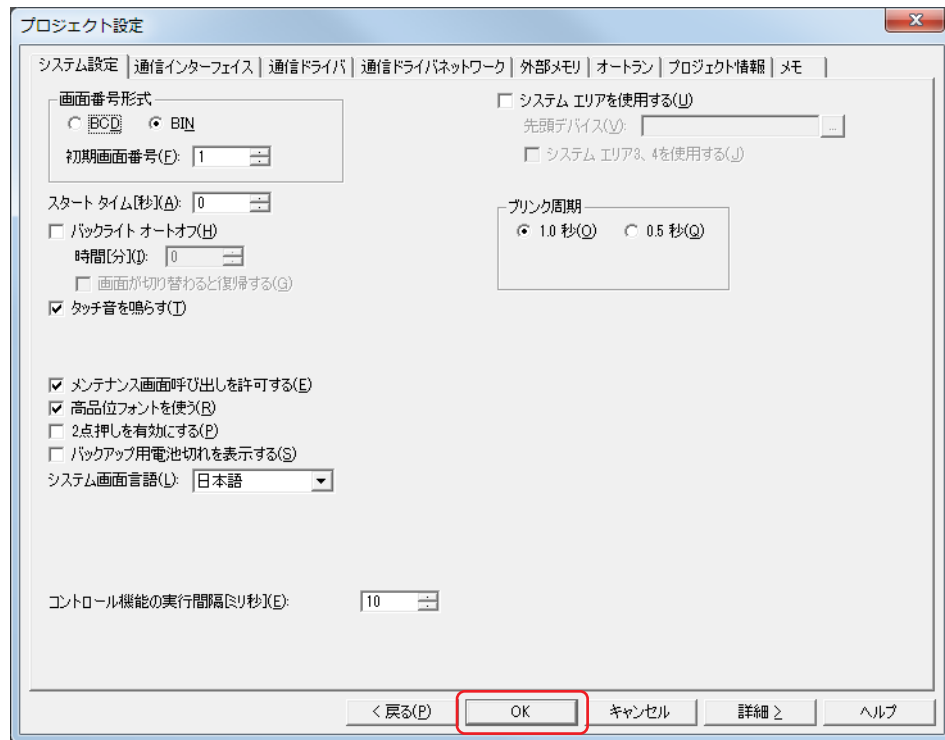 プロジェクト設定
システム設定 通信インターフェイス 通信ドライバ 通信ドライバネットワーク 外部メモリ オートラン プロジェクト情報 メモ
画面番号形式
BCD BIN
初期画面番号(F): 1
スタート タイム[秒](A): 0
バックライト オートオフ(H)
時間[分](I): 0
画面が切り替わると復帰する(G)
タッチ音を鳴らす(T)
メンテナンス画面呼び出しを許可する(E)
高品位フォントを使う(R)
2点押しを有効にする(P)
バックアップ用電池切れを表示する(S)
システム画面言語(L): 日本語
コントロール機能の実行間隔[ミリ秒](E): 10
システム エリアを使用する(U)
先頭デバイス(V): ...
システム エリア3、4を使用する(J)
ブリンク周期
1.0 秒(O) 0.5 秒(Q)
< 戻る(P) OK キャンセル 詳細 ≥ ヘルプ